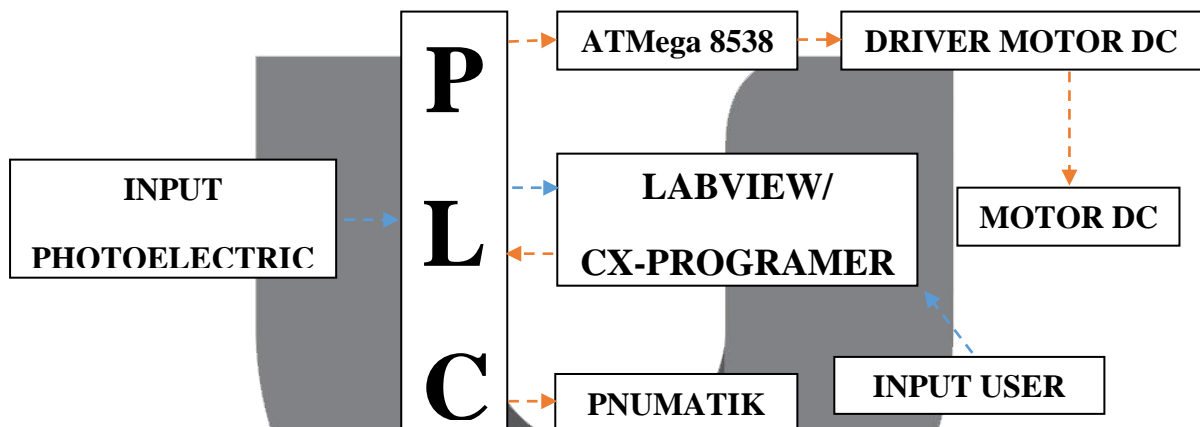 P
L
C
ATMega 8538
DRIVER MOTOR DC
INPUT
PHOTOELECTRIC
LABVIEW/
CX-PROGRAMER
MOTOR DC
INPUT USER
PNUMATIK